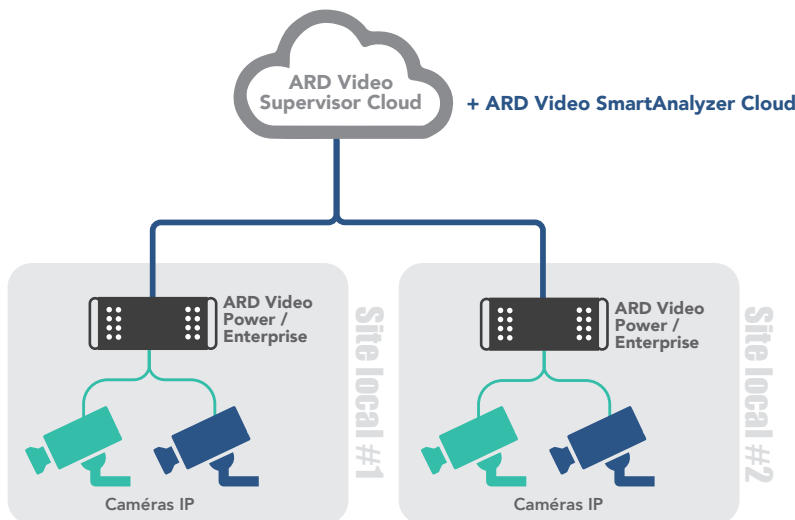 ARD Video
Supervisor Cloud
+ ARD Video SmartAnalyzer Cloud
ARD Video
Power /
Enterprise
Site local #1
Caméras IP
ARD Video
Power /
Enterprise
Site local #2
Caméras IP